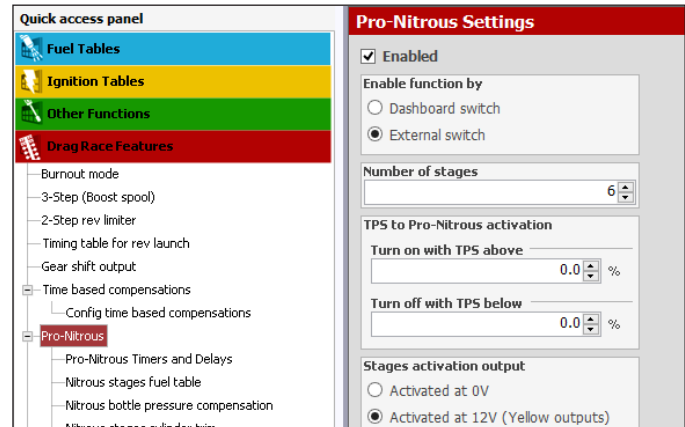 Quick access panel
Fuel Tables
Ignition Tables
Other Functions
Drag Race Features
Burnout mode
3-Step (Boost spool)
2-Step rev limiter
Timing table for rev launch
Gear shift output
Time based compensations
Config time based compensations
Pro-Nitrous
Pro-Nitrous Timers and Delays
Nitrous stages fuel table
Nitrous bottle pressure compensation
Nitrous stages cylinder trim
Pro-Nitrous Settings
Enabled
Enable function by
Dashboard switch
External switch
Number of stages
6
TPS to Pro-Nitrous activation
Turn on with TPS above
0.0 %
Turn off with TPS below
0.0 %
Stages activation output
Activated at 0V
Activated at 12V (Yellow outputs)